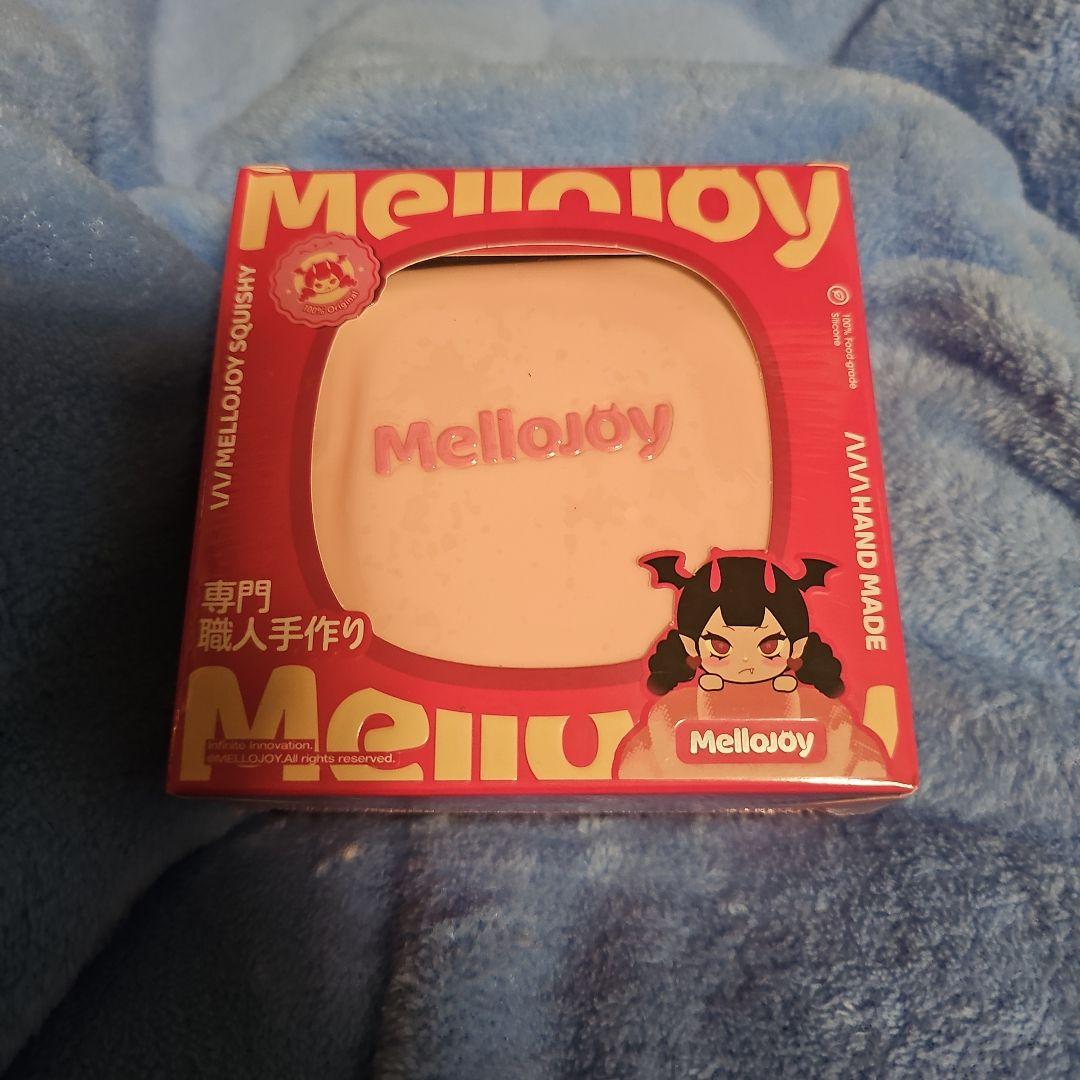 Mellojoy
100% Original
\/\/MELLOJOY SQUISHY
100% Food-grade
Silicone
Mellojoy
/\/\/\HAND MADE
専門
職人手作り
Mellojoy
Infinite Innovation.
©MELLOJOY.All rights reserved.
Mellojoy